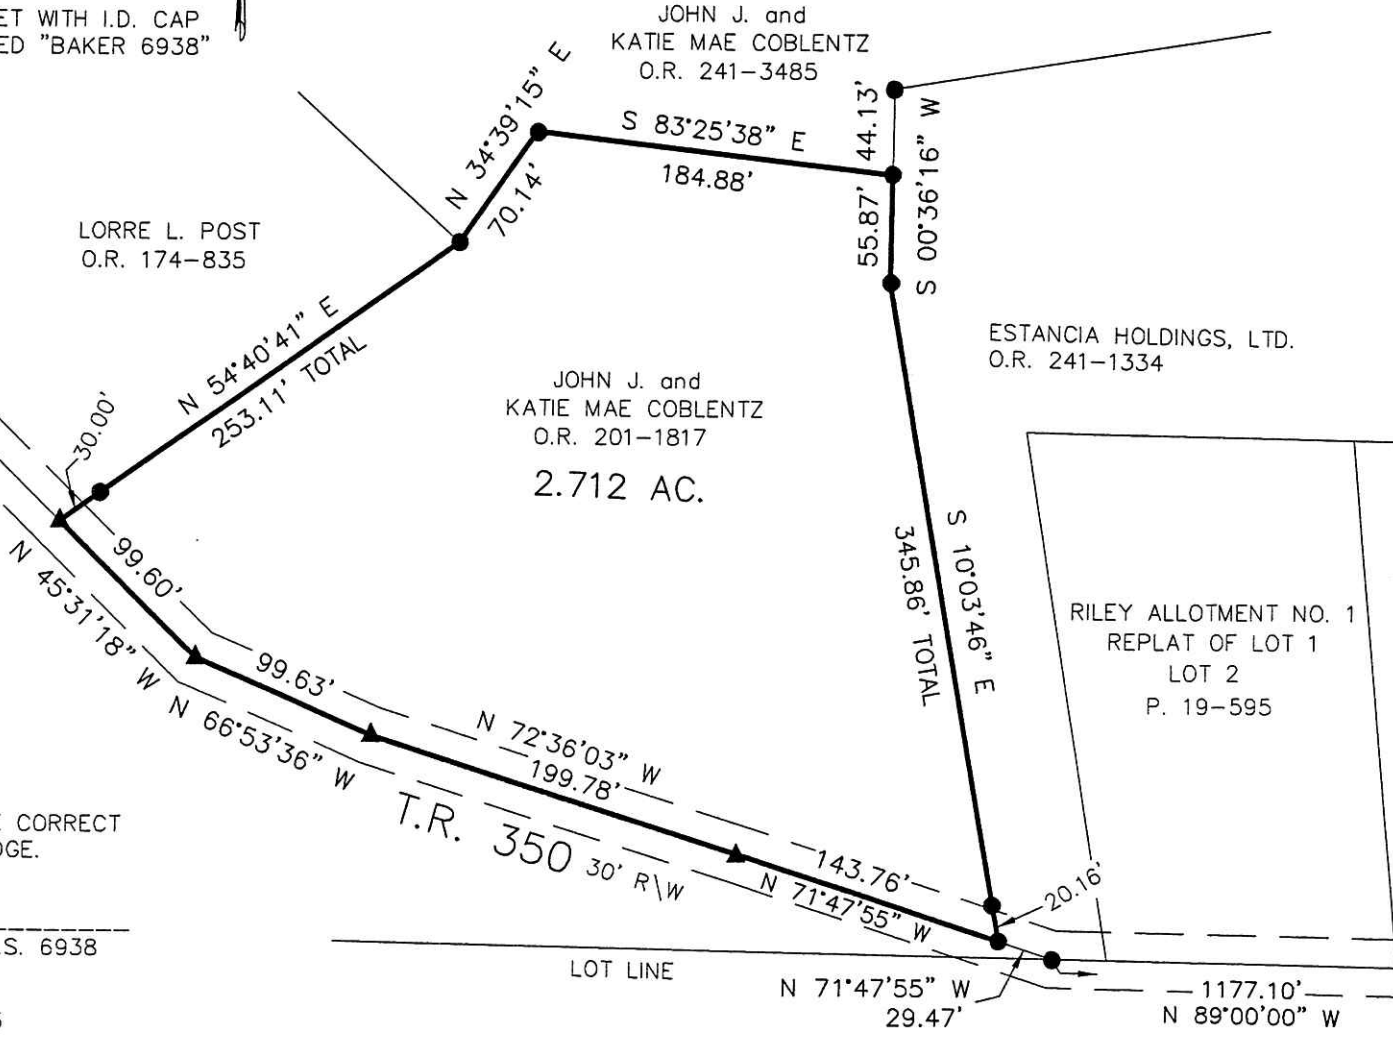 ET WITH I.D. CAP
ED "BAKER 6938"
JOHN J. and
KATIE MAE COBLENTZ
O.R. 241-3485
N 34°39'15" E
70.14'
S 83°25'38" E
184.88'
44.13'
55.87'
S 00°36'16" W
LORRE L. POST
O.R. 174-835
N 54°40'41" E
253.11' TOTAL
30.00'
JOHN J. and
KATIE MAE COBLENTZ
O.R. 201-1817
2.712 AC.
ESTANCIA HOLDINGS, LTD.
O.R. 241-1334
S 10°03'46" E
345.86' TOTAL
RILEY ALLOTMENT NO. 1
REPLAT OF LOT 1
LOT 2
P. 19-595
99.60'
N 45°31'18" W
99.63'
N 66°53'36" W
N 72°36'03" W
199.78'
T.R. 350 30' R\W
143.76'
N 71°47'55" W
20.16'
CORRECT
OGE.
S. 6938
LOT LINE
N 71°47'55" W
29.47'
1177.10'
N 89°00'00" W